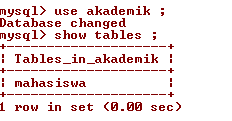 mysql> use akademik ;
Database changed
mysql> show tables ;
+--------------------+
| Tables_in_akademik |
+--------------------+
| mahasiswa          |
+--------------------+
1 row in set (0.00 sec)